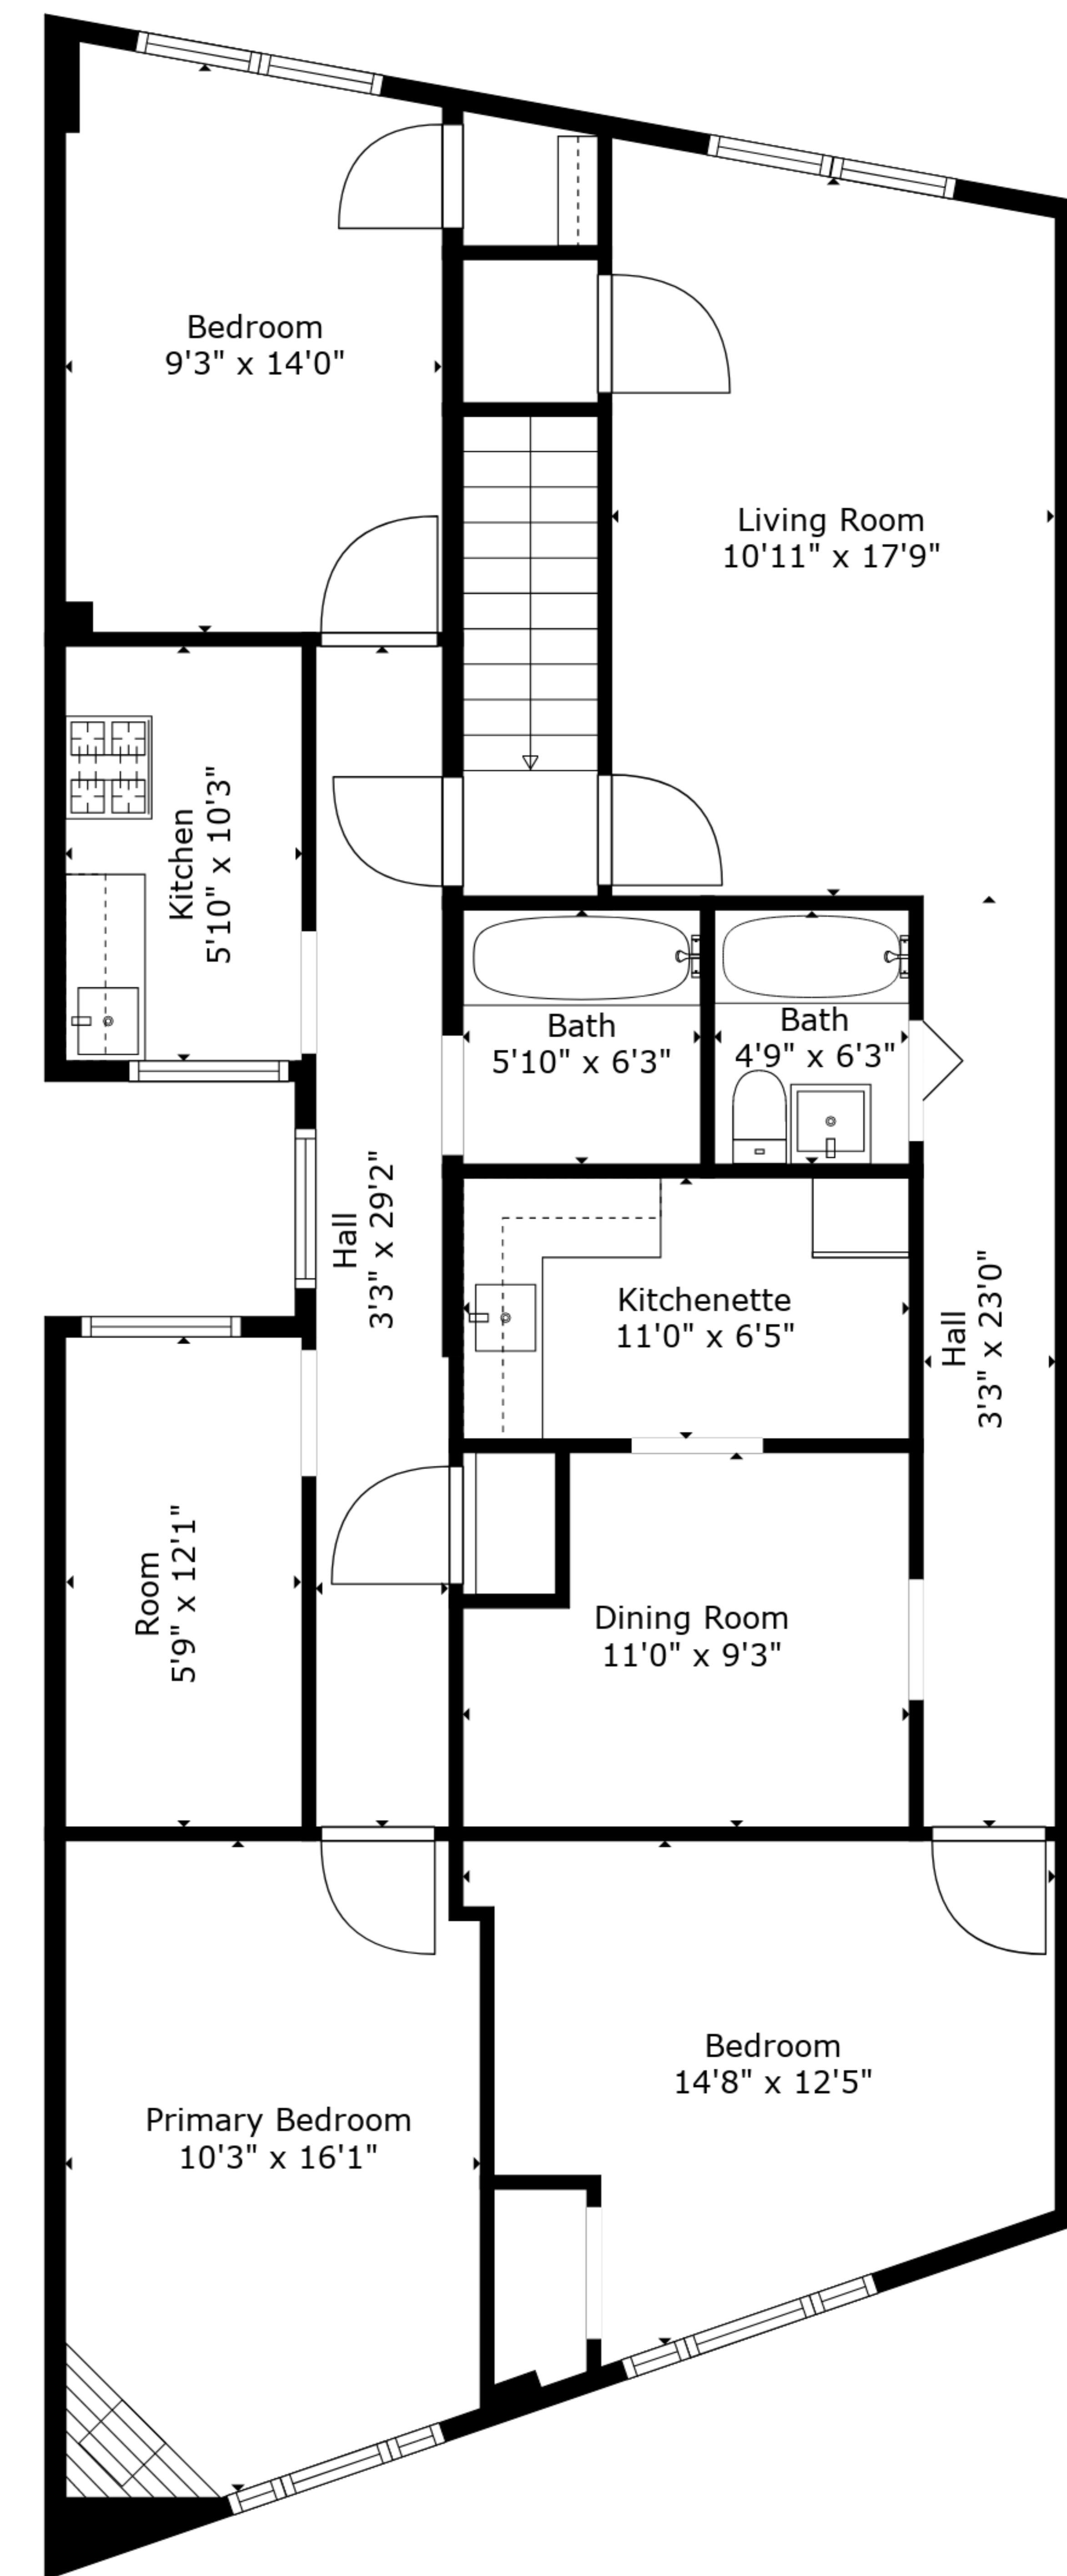 Bedroom
9'3" x 14'0"
Living Room
10'11" x 17'9"
Kitchen
5'10" x 10'3"
Bath
5'10" x 6'3"
Bath
4'9" x 6'3"
Hall
3'3" x 29'2"
Kitchenette
11'0" x 6'5"
Hall
3'3" x 23'0"
Room
5'9" x 12'1"
Dining Room
11'0" x 9'3"
Bedroom
14'8" x 12'5"
Primary Bedroom
10'3" x 16'1"